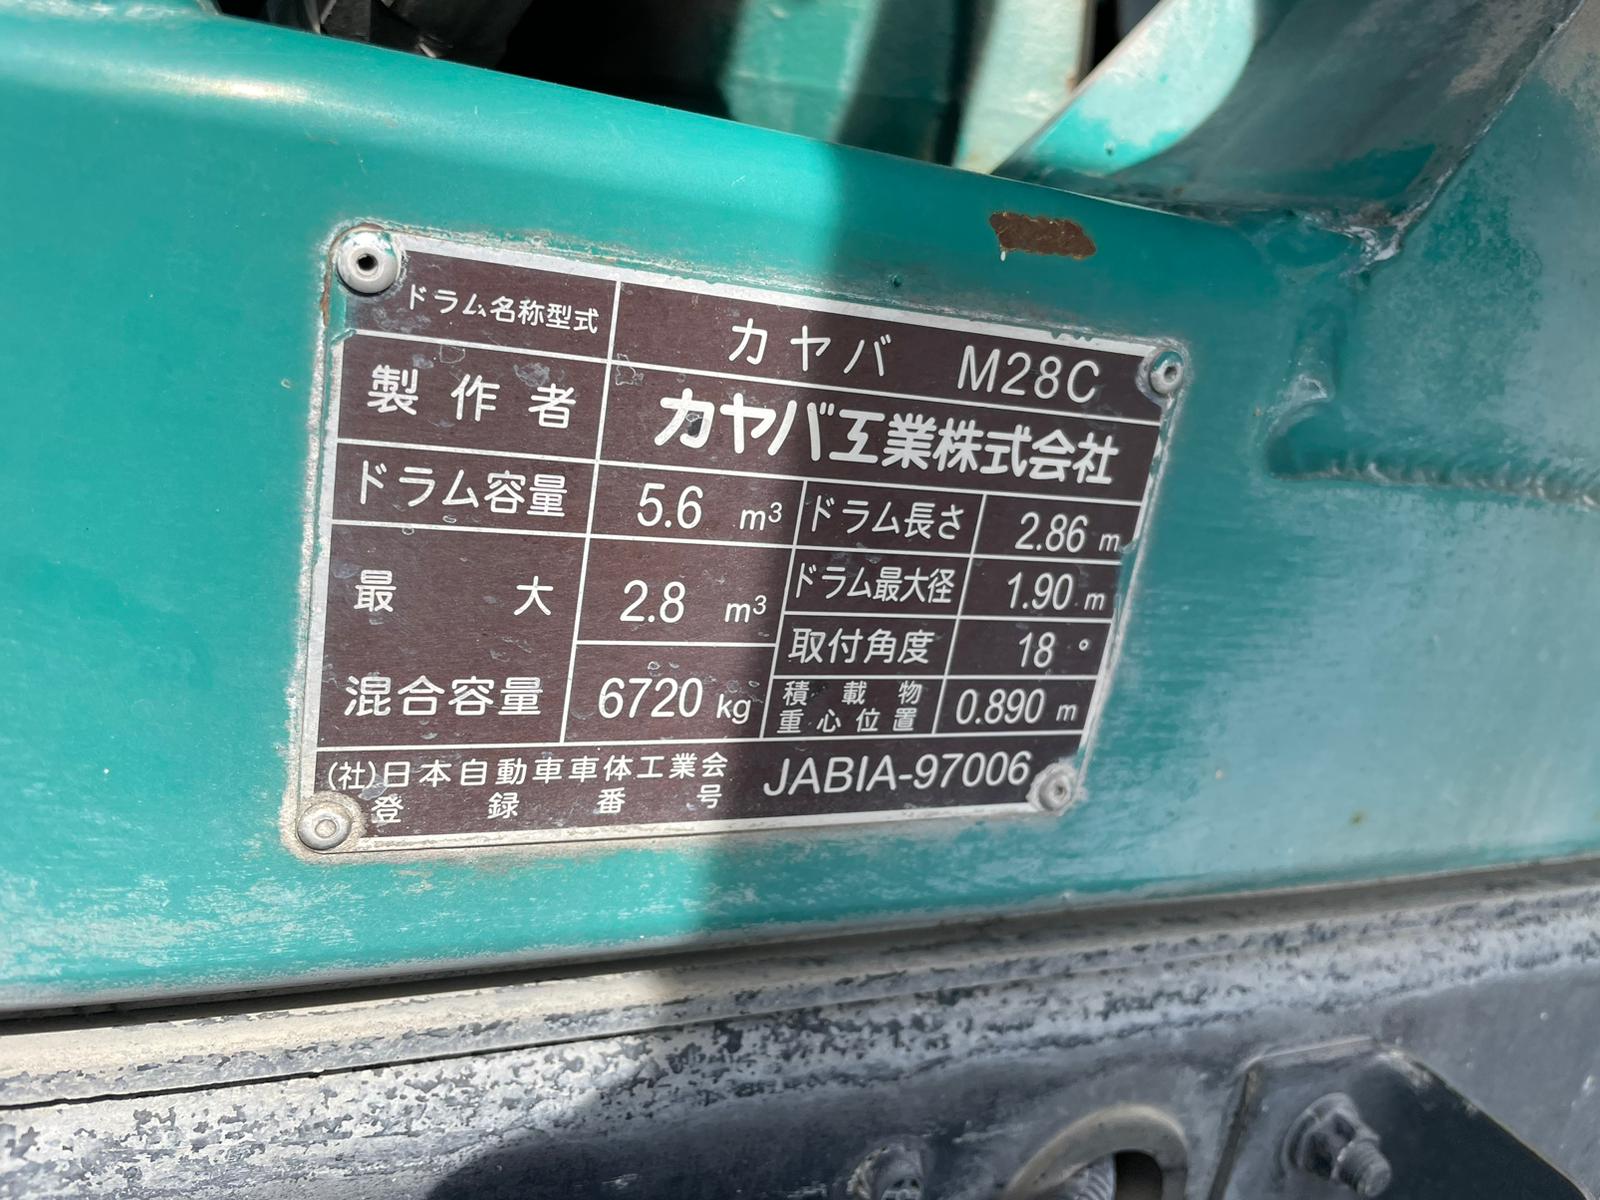 ドラム名称型式 カヤバ M28C
製作者 カヤバ工業株式会社
ドラム容量 5.6 m³ ドラム長さ 2.86 m
最大混合容量 2.8 m³ ドラム最大径 1.90 m
取付角度 18°
6720 kg 積載物重心位置 0.890 m
(社)日本自動車車体工業会
登録番号 JABIA-97006